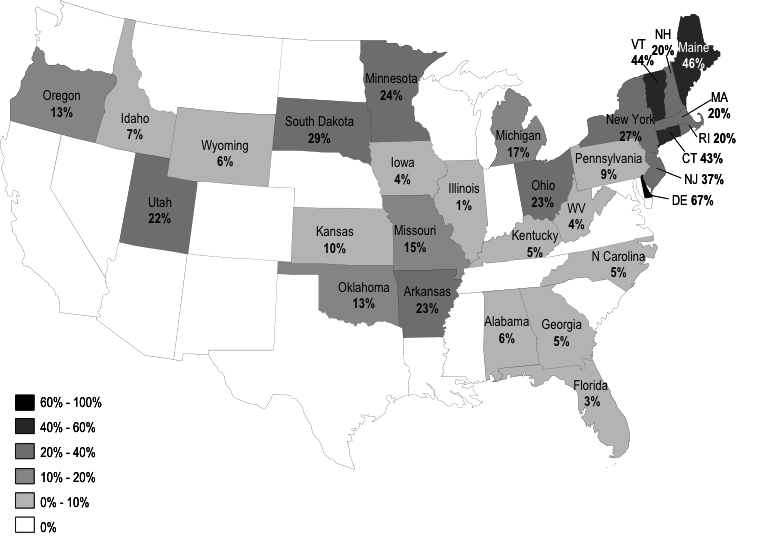 NH
20%
VT
44%
Maine
46%
Minnesota
24%
Oregon
13%
MA
20%
Idaho
7%
South Dakota
29%
New York
27%
Michigan
17%
RI 20%
Wyoming
6%
CT 43%
Pennsylvania
9%
Iowa
4%
NJ 37%
Illinois
1%
Ohio
23%
DE 67%
Utah
22%
WV
4%
Kansas
10%
Missouri
15%
Kentucky
5%
N Carolina
5%
Oklahoma
13%
Arkansas
23%
Alabama
6%
Georgia
5%
Florida
3%
60% - 100%
40% - 60%
20% - 40%
10% - 20%
0% - 10%
0%